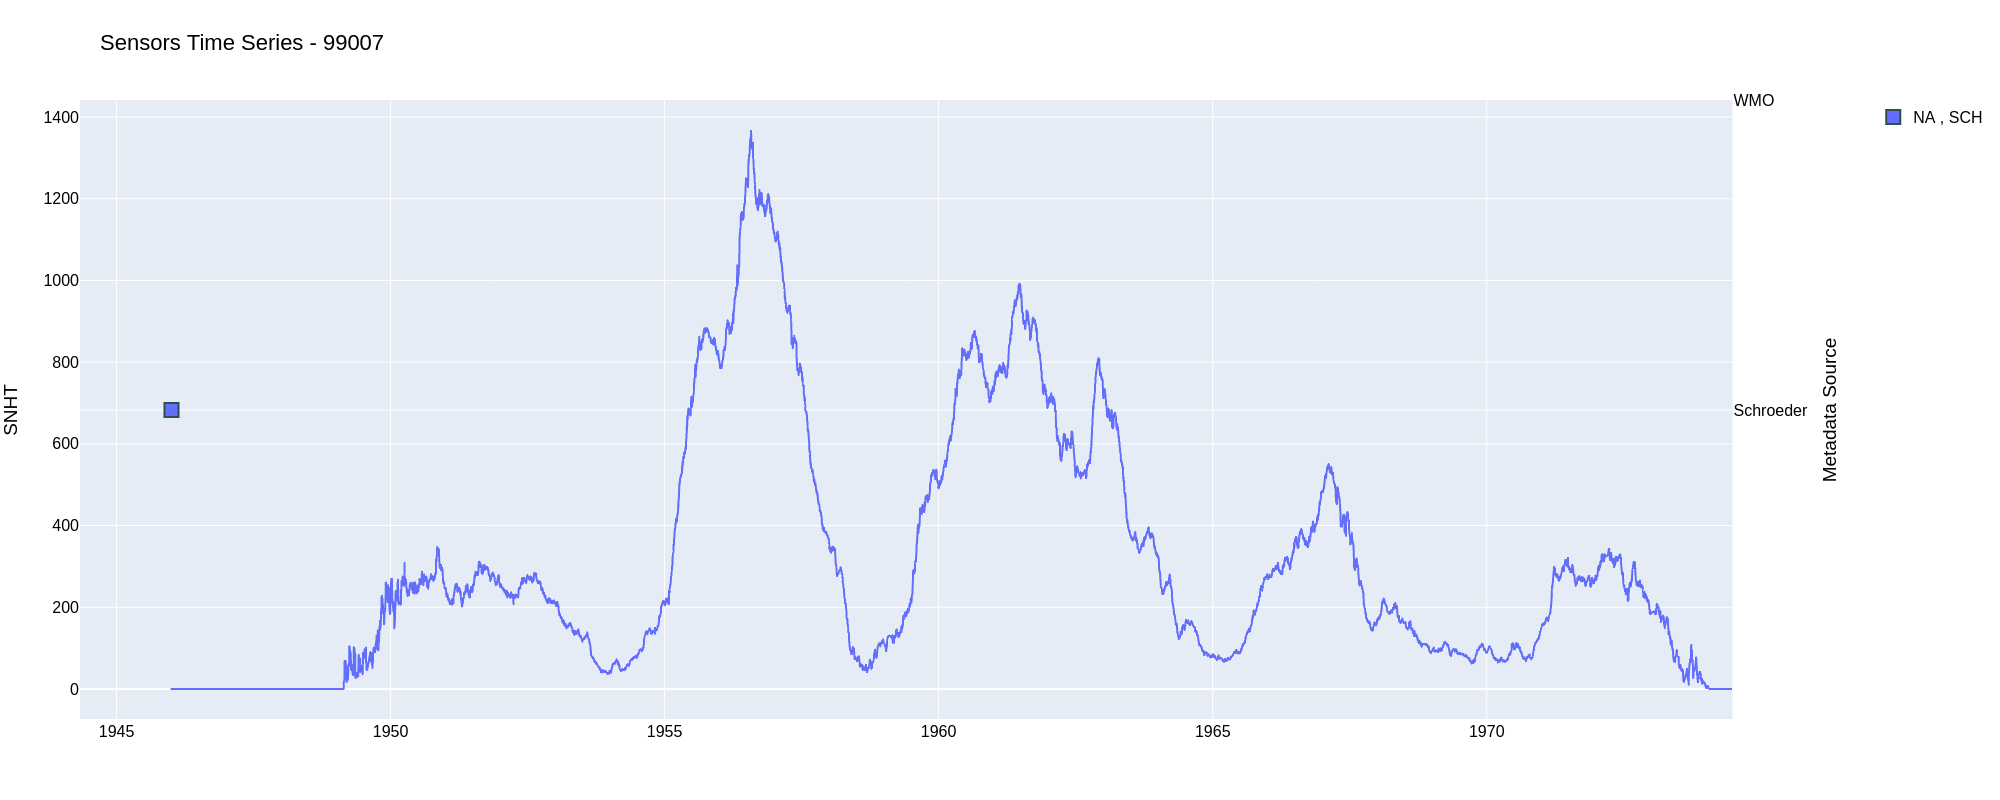 Sensors Time Series - 99007
WMO
NA , SCH
1400
1200
1000
800
600
400
200
0
SNHT
Schroeder
Metadata Source
1945
1950
1955
1960
1965
1970